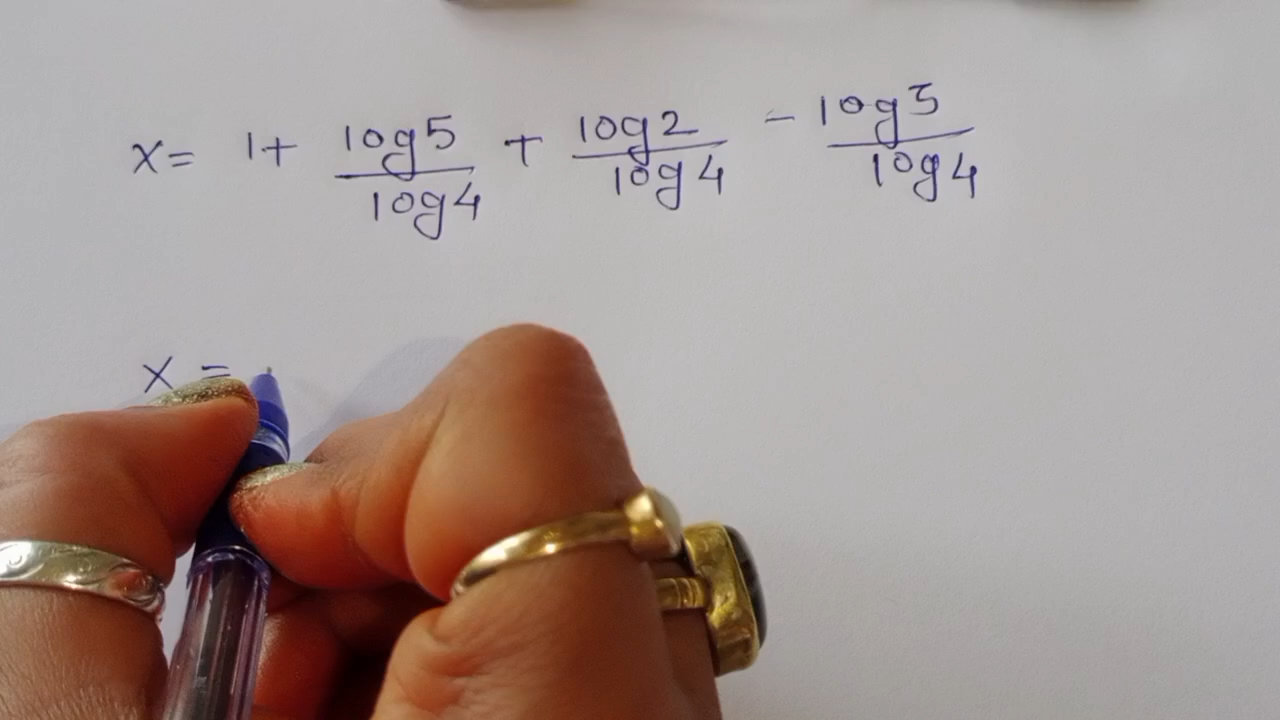 x = 1 + log5/log4 + log2/log4 - log3/log4
x =